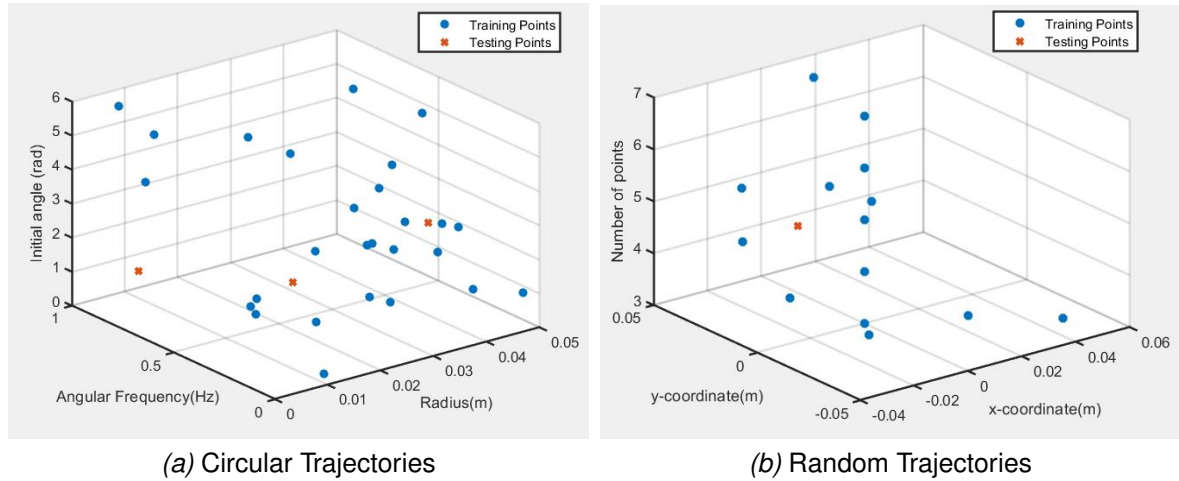 Training Points
Testing Points
6
5
4
3
2
1
0
Initial angle (rad)
1
0.5
0
Angular Frequency(Hz)
0
0.01
0.02
0.03
0.04
0.05
Radius(m)
(a) Circular Trajectories
Training Points
Testing Points
7
6
5
4
3
Number of points
0.05
0
-0.05
y-coordinate(m)
-0.04
-0.02
0
0.02
0.04
0.06
x-coordinate(m)
(b) Random Trajectories